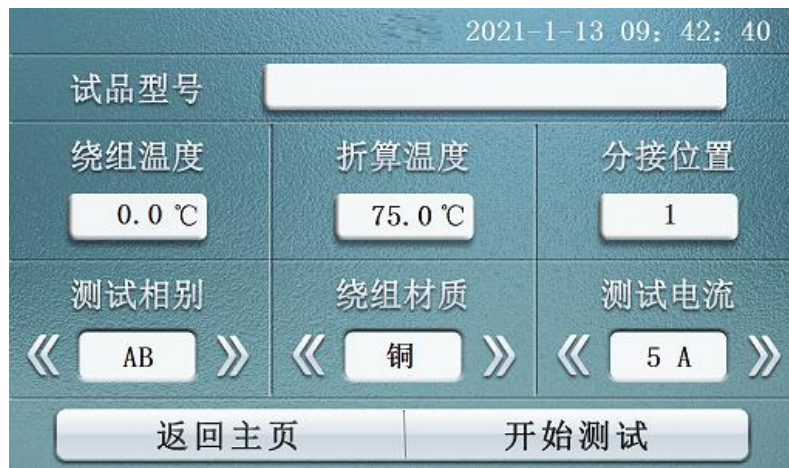 2021-1-13 09: 42: 40
试品型号
绕组温度 折算温度 分接位置
0.0 ℃ 75.0 ℃ 1
测试相别 绕组材质 测试电流
《 AB 》 《 铜 》 《 5 A 》
返回主页 开始测试